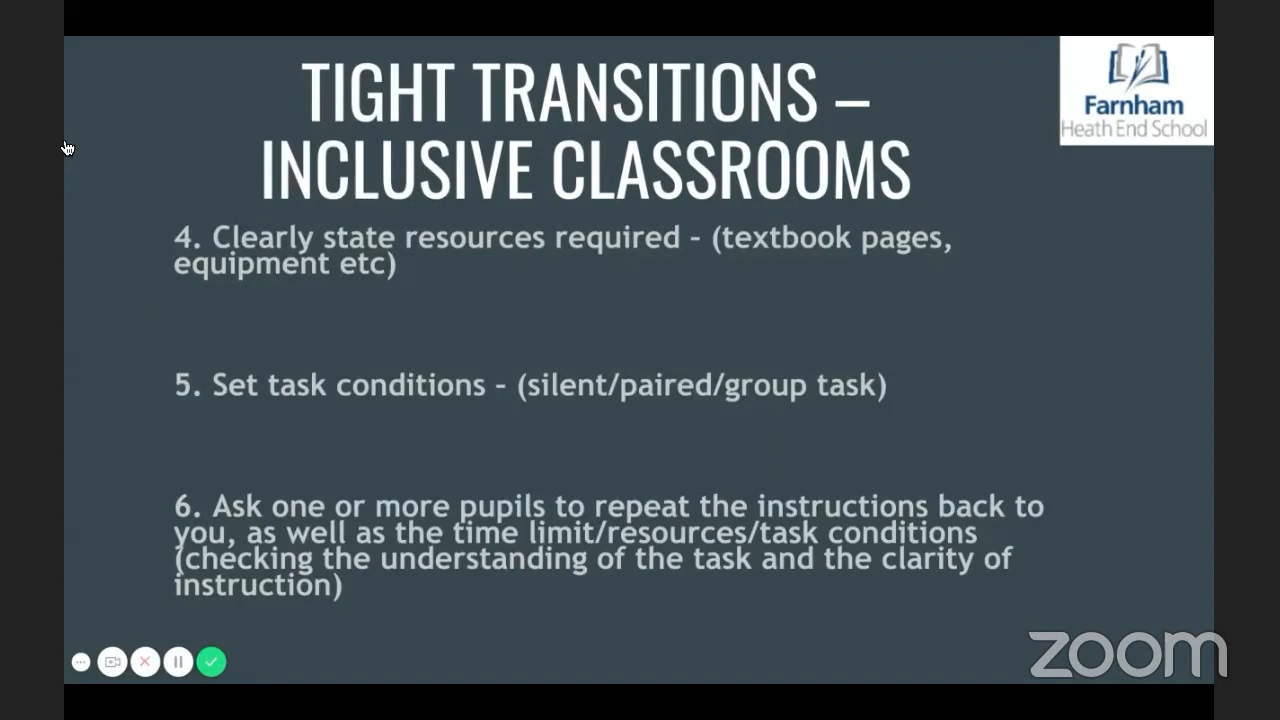 TIGHT TRANSITIONS –
INCLUSIVE CLASSROOMS
Farnham
Heath End School
4. Clearly state resources required – (textbook pages,
equipment etc)
5. Set task conditions – (silent/paired/group task)
6. Ask one or more pupils to repeat the instructions back to
you, as well as the time limit/resources/task conditions
(checking the understanding of the task and the clarity of
instruction)
zoom